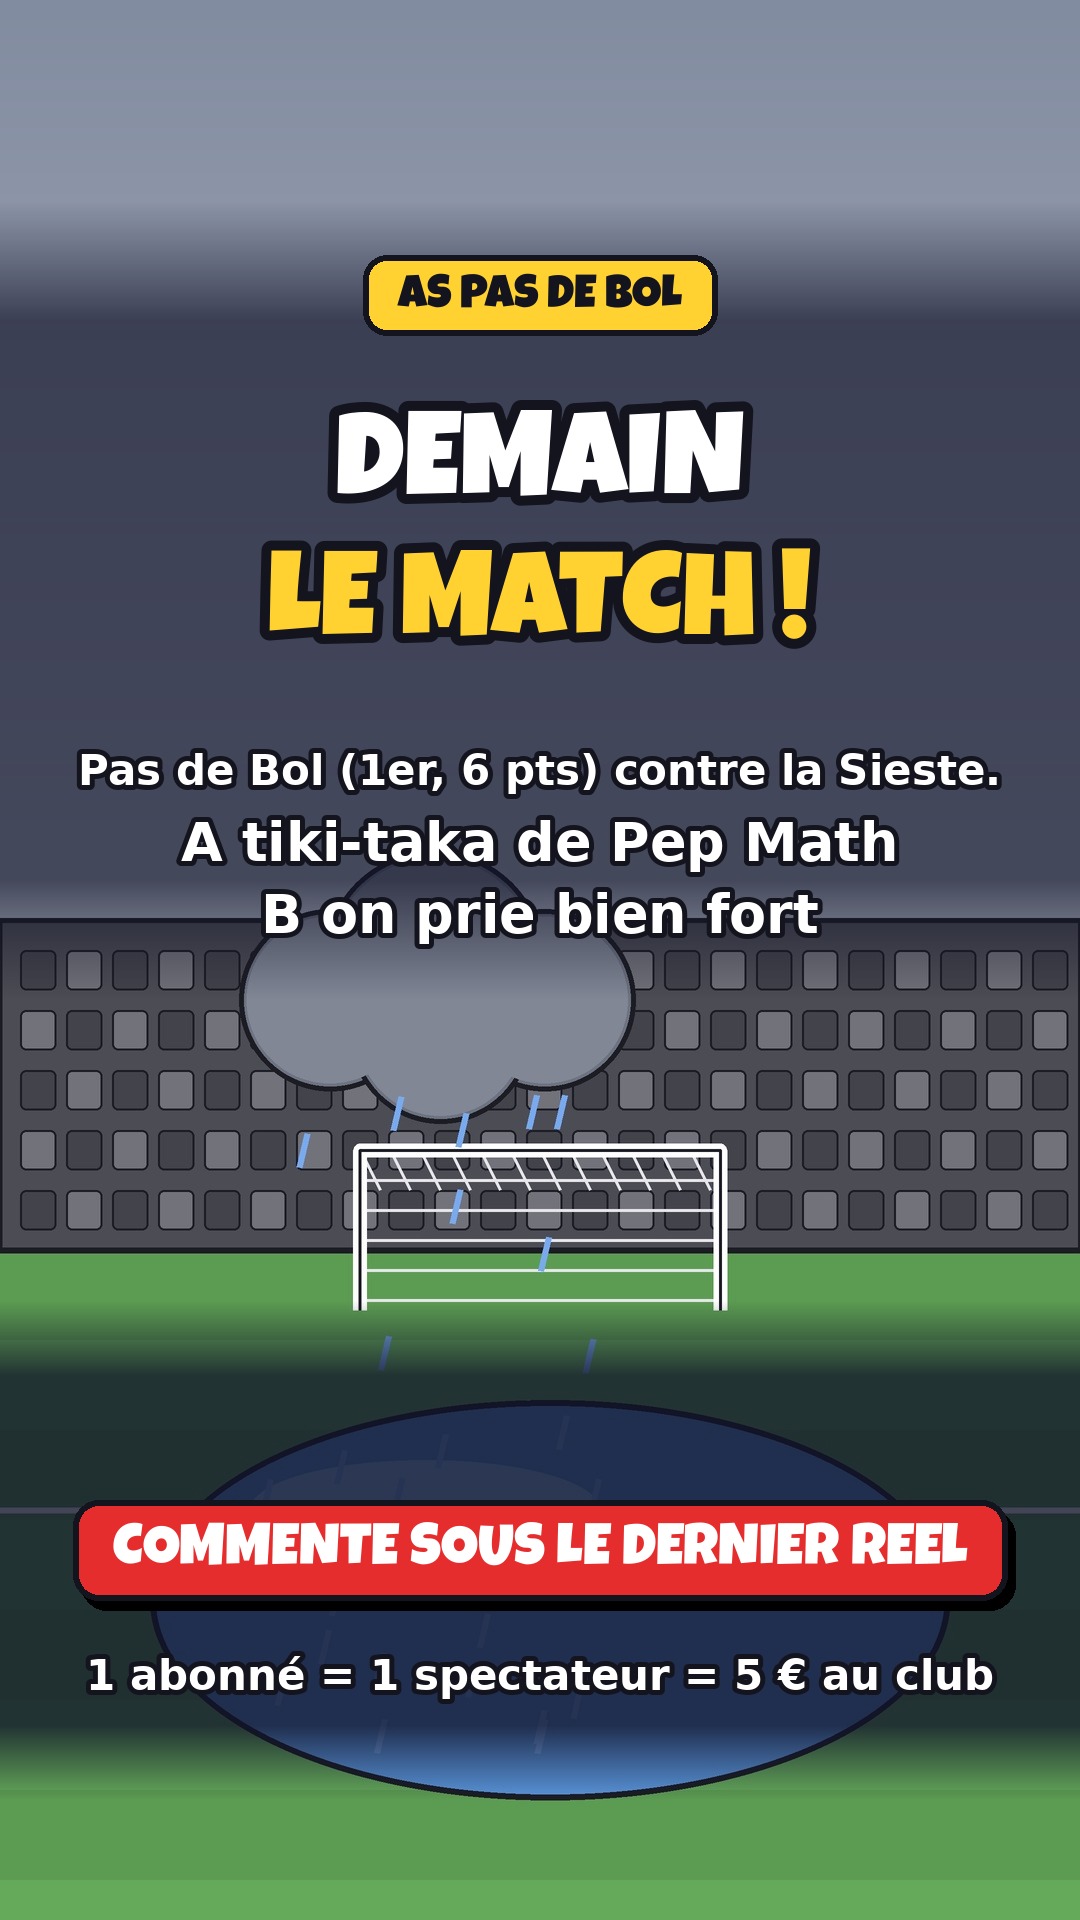 AS PAS DE BOL
DEMAIN
LE MATCH !
Pas de Bol (1er, 6 pts) contre la Sieste.
A tiki-taka de Pep Math
B on prie bien fort
COMMENTE SOUS LE DERNIER REEL
1 abonné = 1 spectateur = 5 € au club